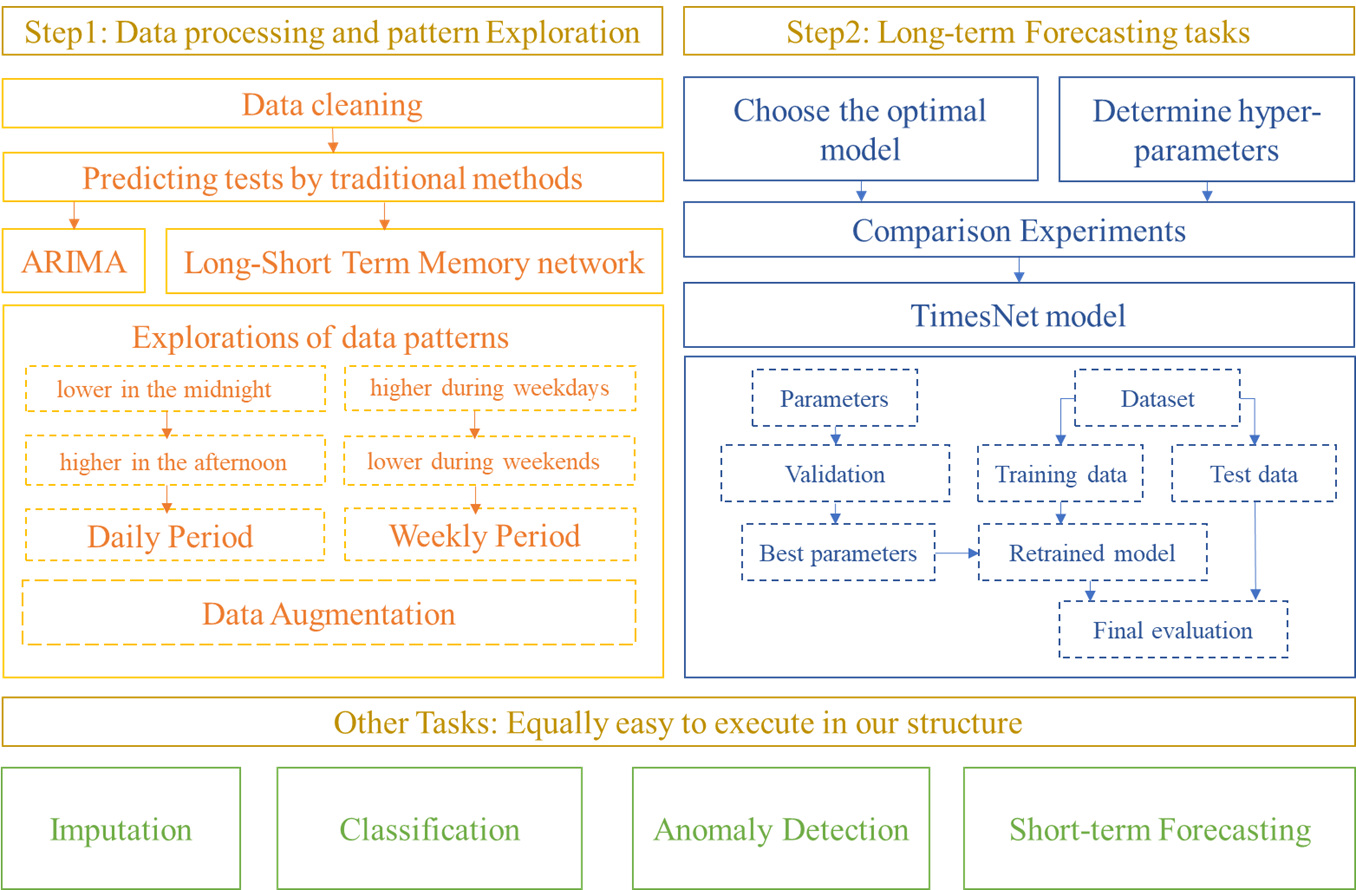 Step1: Data processing and pattern Exploration
Data cleaning
Predicting tests by traditional methods
ARIMA
Long-Short Term Memory network
Explorations of data patterns
lower in the midnight
higher during weekdays
higher in the afternoon
lower during weekends
Daily Period
Weekly Period
Data Augmentation
Step2: Long-term Forecasting tasks
Choose the optimal
model
Determine hyper-
parameters
Comparison Experiments
TimesNet model
Parameters
Dataset
Validation
Training data
Test data
Best parameters
Retrained model
Final evaluation
Other Tasks: Equally easy to execute in our structure
Imputation
Classification
Anomaly Detection
Short-term Forecasting